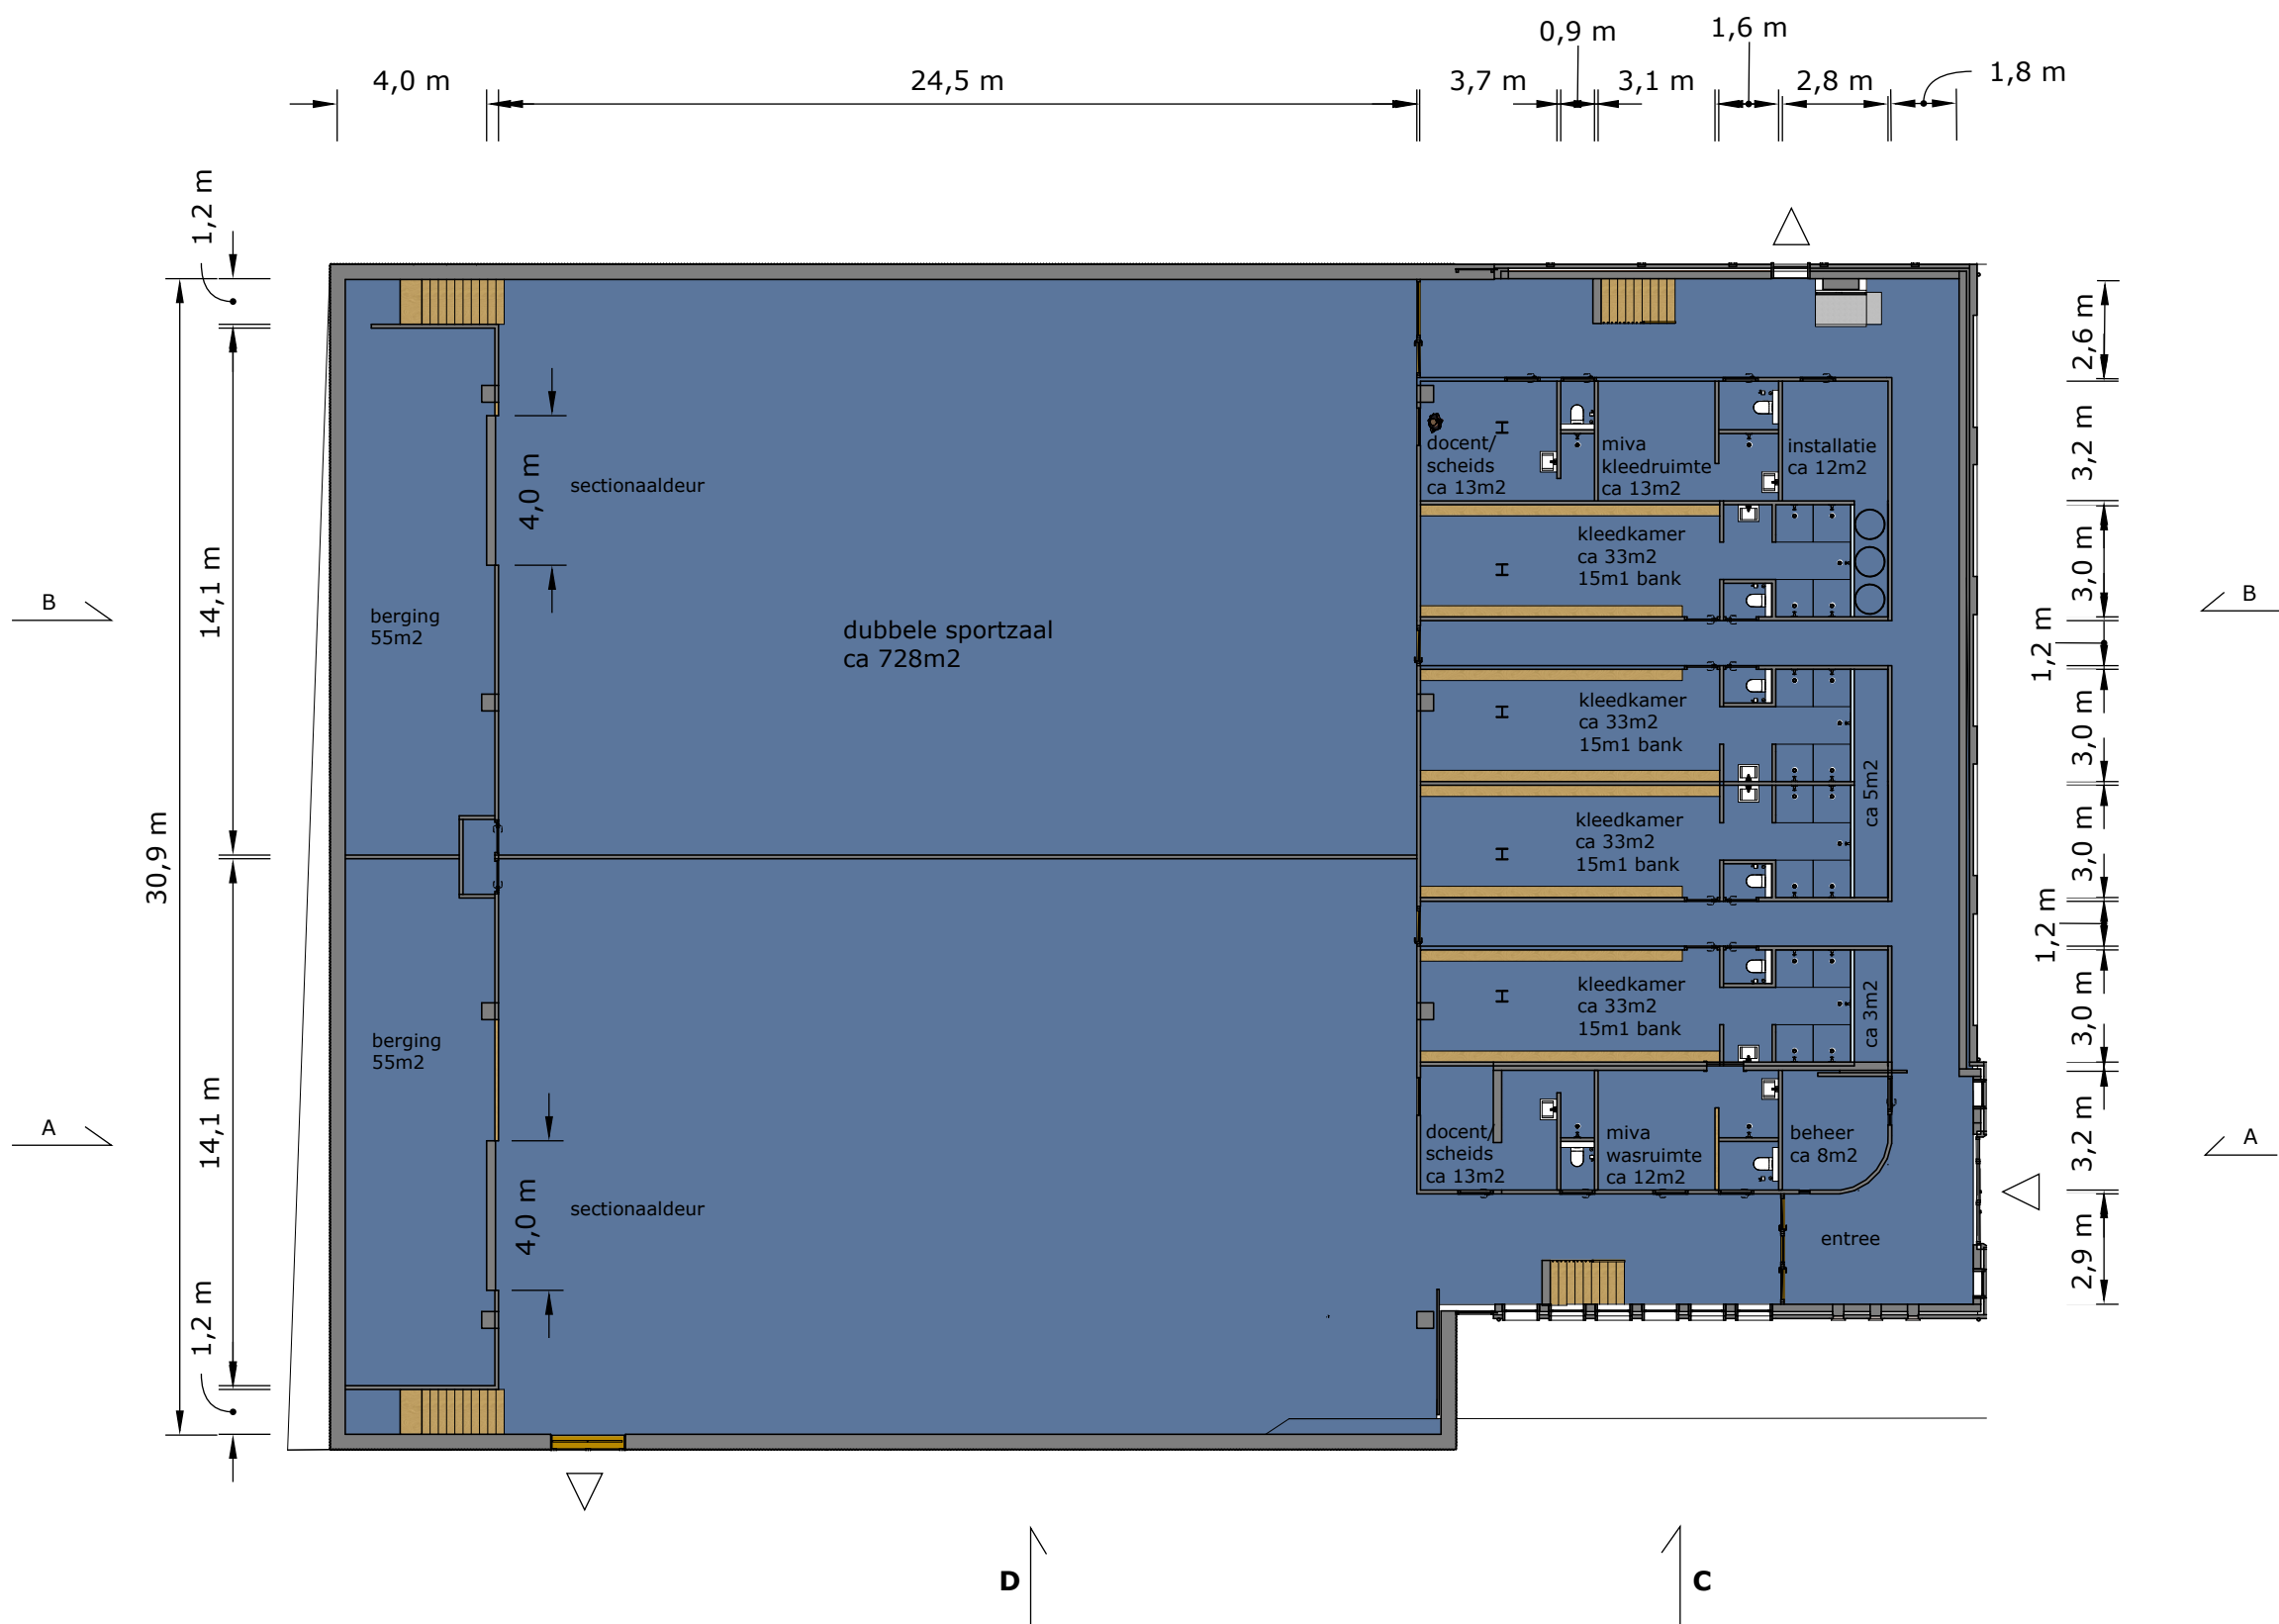 0,9 m
1,6 m
4,0 m
24,5 m
3,7 m
3,1 m
2,8 m
1,8 m
1,2 m
14,1 m
30,9 m
14,1 m
1,2 m
4,0 m
sectionaaldeur
berging
55m2
dubbele sportzaal
ca 728m2
berging
55m2
4,0 m
sectionaaldeur
docent/
scheids
ca 13m2
miva
kleedruimte
ca 13m2
installatie
ca 12m2
kleedkamer
ca 33m2
15m1 bank
kleedkamer
ca 33m2
15m1 bank
kleedkamer
ca 33m2
15m1 bank
ca 5m2
kleedkamer
ca 33m2
15m1 bank
ca 3m2
docent/
scheids
ca 13m2
miva
wasruimte
ca 12m2
beheer
ca 8m2
entree
2,6 m
3,2 m
3,0 m
1,2 m
3,0 m
3,0 m
1,2 m
3,0 m
3,2 m
2,9 m
B
B
A
A
D
C